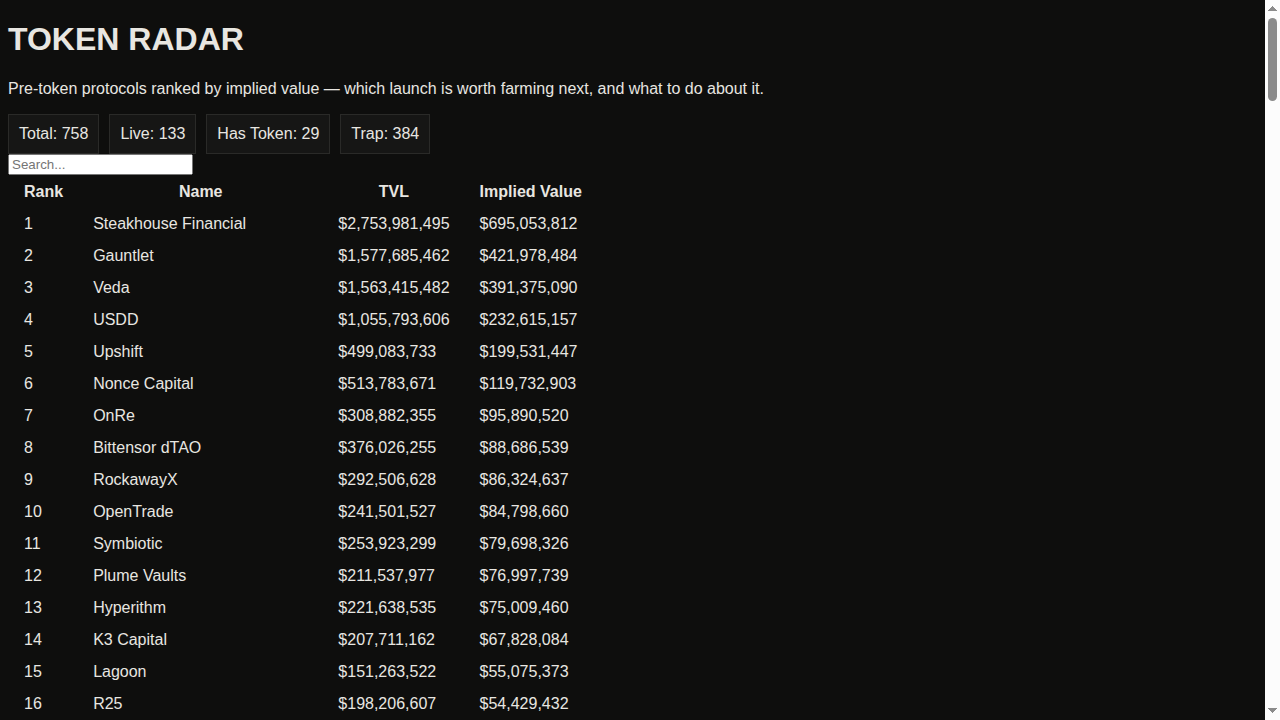 TOKEN RADAR
Pre-token protocols ranked by implied value — which launch is worth farming next, and what to do about it.
Total: 758 Live: 133 Has Token: 29 Trap: 384
Search...
Rank Name TVL Implied Value
1 Steakhouse Financial $2,753,981,495 $695,053,812
2 Gauntlet $1,577,685,462 $421,978,484
3 Veda $1,563,415,482 $391,375,090
4 USDD $1,055,793,606 $232,615,157
5 Upshift $499,083,733 $199,531,447
6 Nonce Capital $513,783,671 $119,732,903
7 OnRe $308,882,355 $95,890,520
8 Bittensor dTAO $376,026,255 $88,686,539
9 RockawayX $292,506,628 $86,324,637
10 OpenTrade $241,501,527 $84,798,660
11 Symbiotic $253,923,299 $79,698,326
12 Plume Vaults $211,537,977 $76,997,739
13 Hyperithm $221,638,535 $75,009,460
14 K3 Capital $207,711,162 $67,828,084
15 Lagoon $151,263,522 $55,075,373
16 R25 $198,206,607 $54,429,432